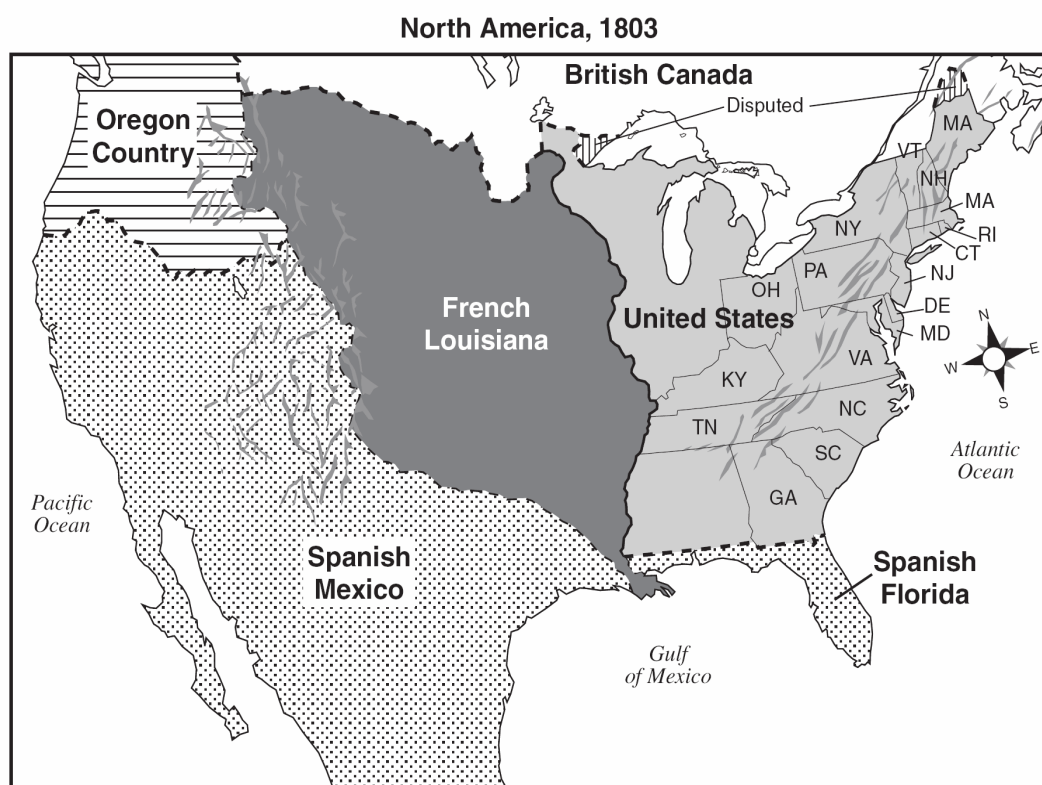 North America, 1803
British Canada
Disputed
Oregon
Country
MA
VT
NH
MA
NY
RI
CT
PA
NJ
OH
DE
MD
French
Louisiana
United States
VA
KY
NC
TN
SC
GA
N
E
W
S
Atlantic
Ocean
Pacific
Ocean
Spanish
Mexico
Spanish
Florida
Gulf
of Mexico